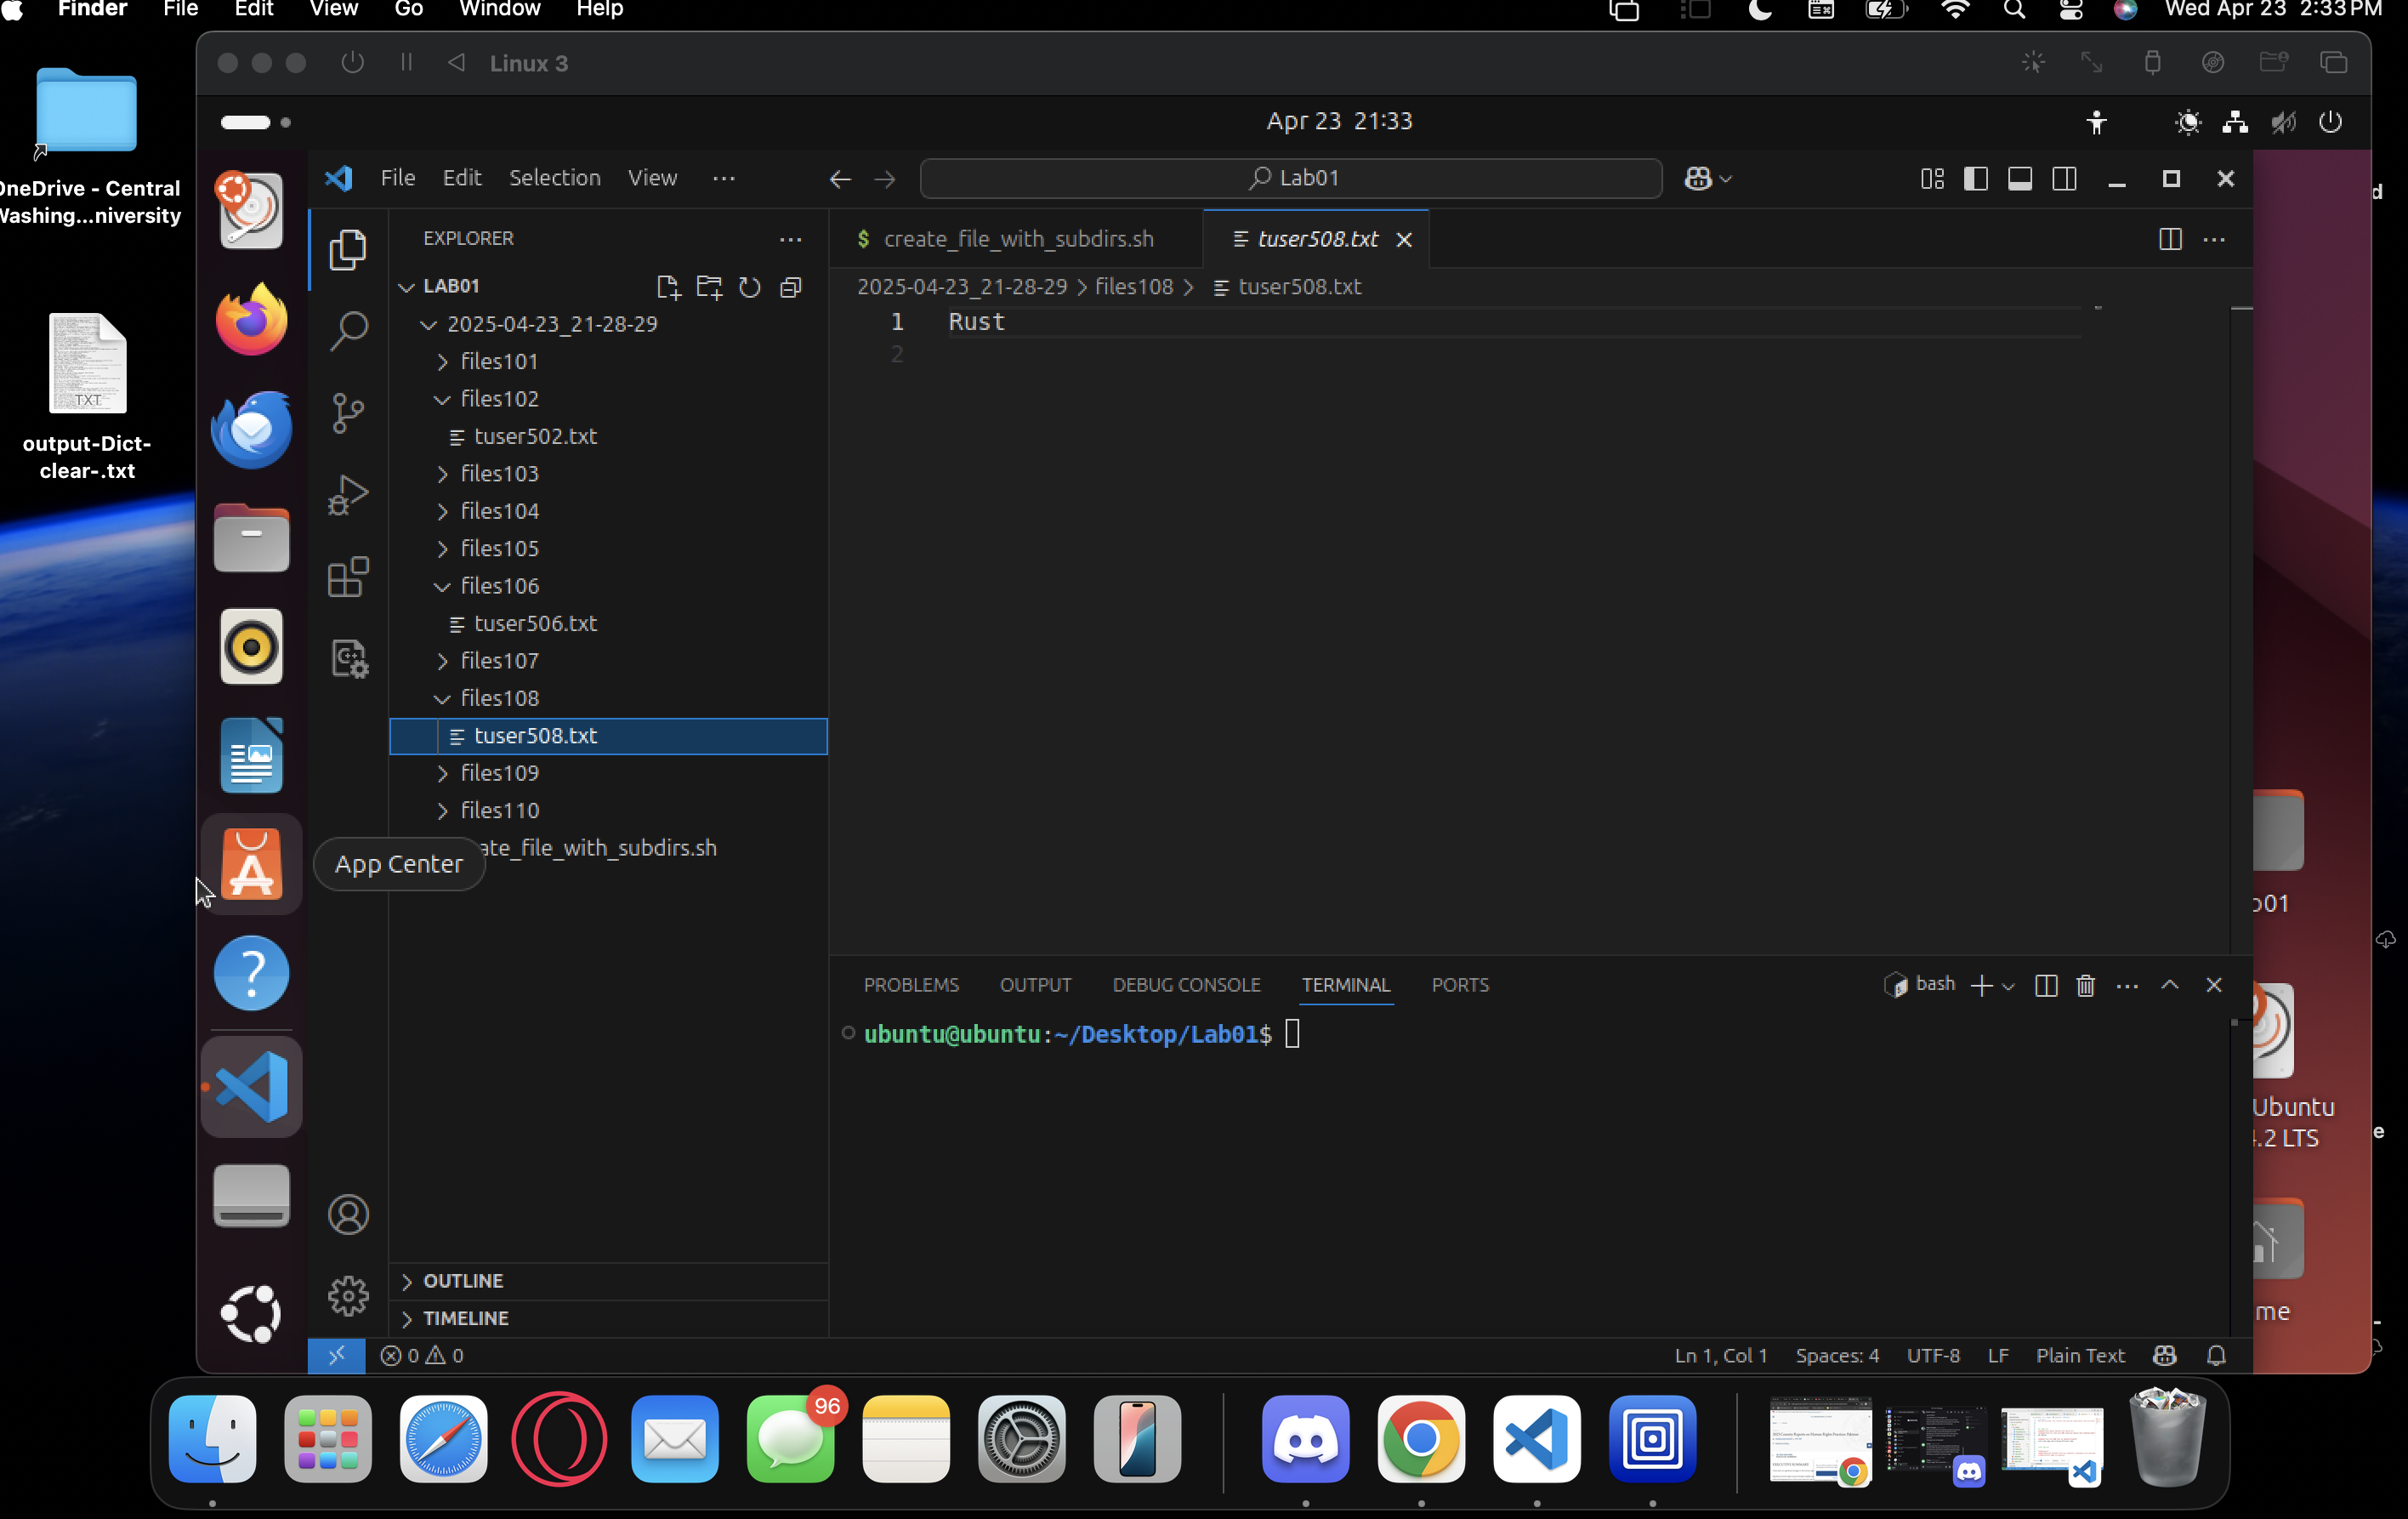 Finder File Edit View Go Window Help
Wed Apr 23 2:33 PM
Linux 3
Apr 23 21:33
OneDrive - Central
Washing...niversity
TXT
output-Dict-
clear-.txt
File Edit Selection View ...
Lab01
EXPLORER
LAB01
2025-04-23_21-28-29
files101
files102
tuser502.txt
files103
files104
files105
files106
tuser506.txt
files107
files108
tuser508.txt
files109
files110
ate_file_with_subdirs.sh
App Center
OUTLINE
TIMELINE
$ create_file_with_subdirs.sh
tuser508.txt
2025-04-23_21-28-29 > files108 > tuser508.txt
1 Rust
2
PROBLEMS OUTPUT DEBUG CONSOLE TERMINAL PORTS
bash
ubuntu@ubuntu:~/Desktop/Lab01$
0 0
Ln 1, Col 1 Spaces: 4 UTF-8 LF Plain Text
b01
Ubuntu
4.2 LTS
me
d
e
96